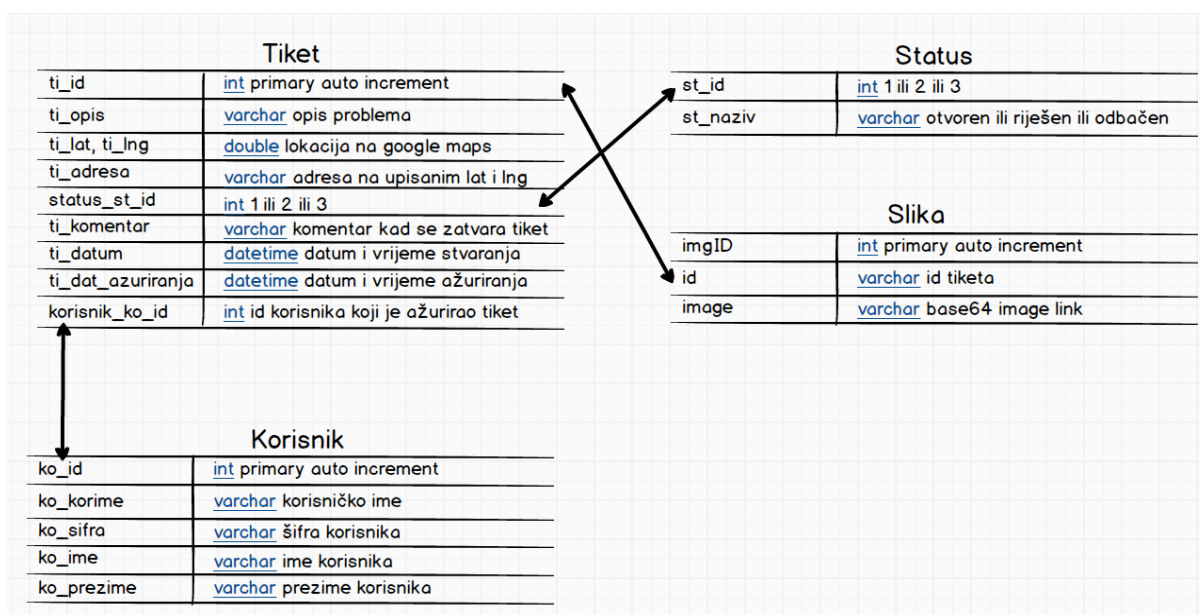 Tiket
ti_id int primary auto increment
ti_opis varchar opis problema
ti_lat, ti_lng double lokacija na google maps
ti_adresa varchar adresa na upisanim lat i lng
status_st_id int 1 ili 2 ili 3
ti_komentar varchar komentar kad se zatvara tiket
ti_datum datetime datum i vrijeme stvaranja
ti_dat_azuriranja datetime datum i vrijeme ažuriranja
korisnik_ko_id int id korisnika koji je ažurirao tiket
Status
st_id int 1 ili 2 ili 3
st_naziv varchar otvoren ili riješen ili odbačen
Slika
imgID int primary auto increment
id varchar id tiketa
image varchar base64 image link
Korisnik
ko_id int primary auto increment
ko_korime varchar korisničko ime
ko_sifra varchar šifra korisnika
ko_ime varchar ime korisnika
ko_prezime varchar prezime korisnika